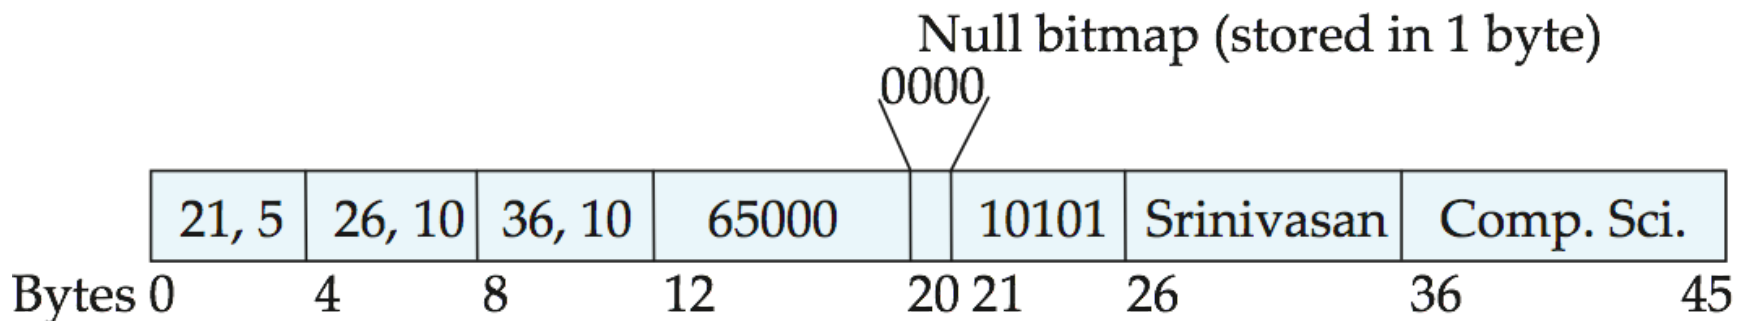 Null bitmap (stored in 1 byte)
0000
21, 5 26, 10 36, 10 65000 10101 Srinivasan Comp. Sci.
Bytes 0 4 8 12 20 21 26 36 45